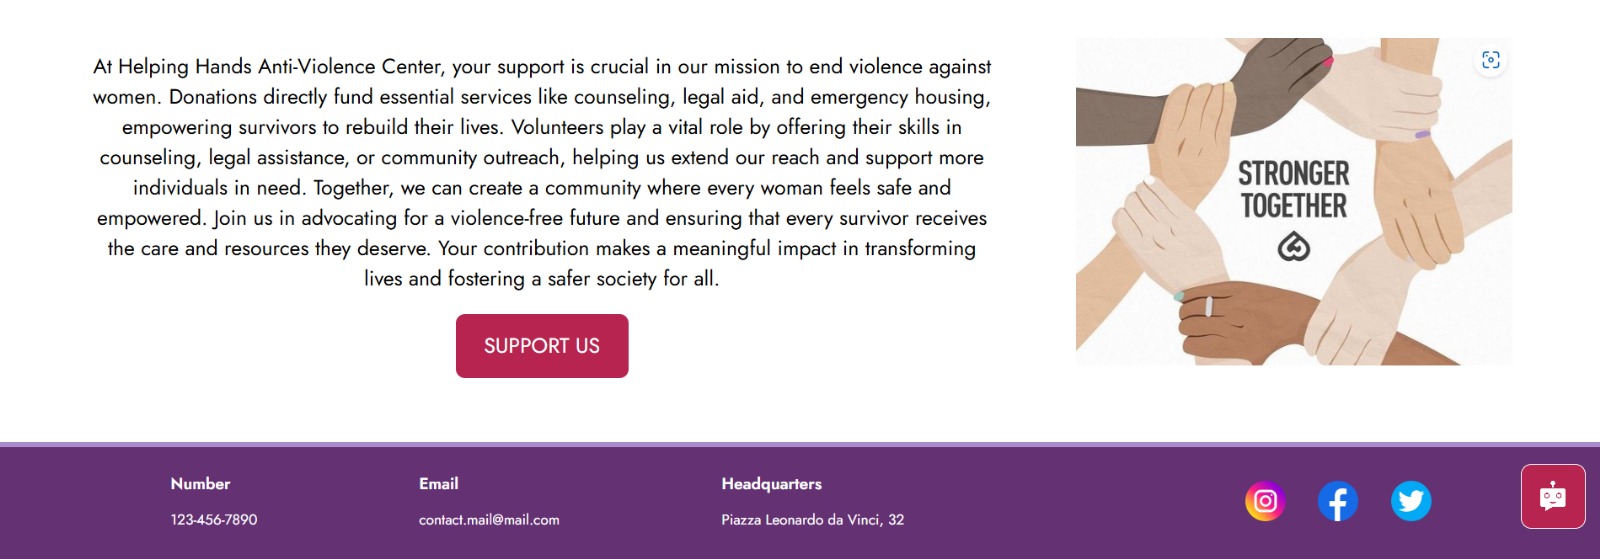 At Helping Hands Anti-Violence Center, your support is crucial in our mission to end violence against
women. Donations directly fund essential services like counseling, legal aid, and emergency housing,
empowering survivors to rebuild their lives. Volunteers play a vital role by offering their skills in
counseling, legal assistance, or community outreach, helping us extend our reach and support more
individuals in need. Together, we can create a community where every woman feels safe and
empowered. Join us in advocating for a violence-free future and ensuring that every survivor receives
the care and resources they deserve. Your contribution makes a meaningful impact in transforming
lives and fostering a safer society for all.
SUPPORT US
STRONGER
TOGETHER
Number
123-456-7890
Email
contact.mail@mail.com
Headquarters
Piazza Leonardo da Vinci, 32